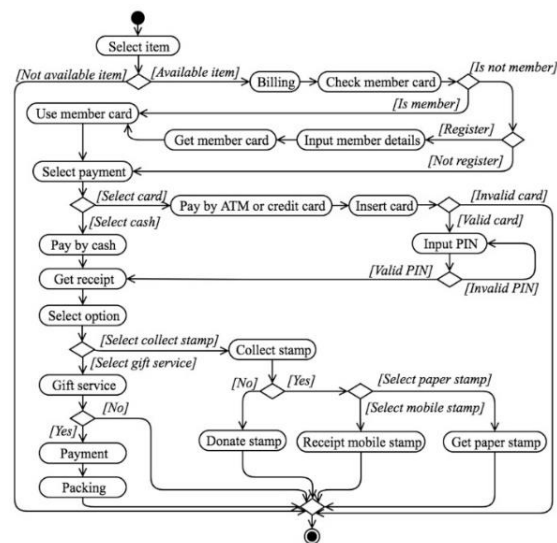 Select item
[Not available item]
[Available item]
Billing
Check member card
[Is not member]
[Is member]
Use member card
Get member card
Input member details
[Register]
[Not register]
Select payment
[Select card]
Pay by ATM or credit card
Insert card
[Invalid card]
[Select cash]
[Valid card]
Pay by cash
Input PIN
Get receipt
[Valid PIN]
[Invalid PIN]
Select option
[Select collect stamp]
Collect stamp
[Select gift service]
Gift service
[No]
[Yes]
[Select paper stamp]
[No]
[Select mobile stamp]
[Yes]
Donate stamp
Receipt mobile stamp
Get paper stamp
Payment
Packing